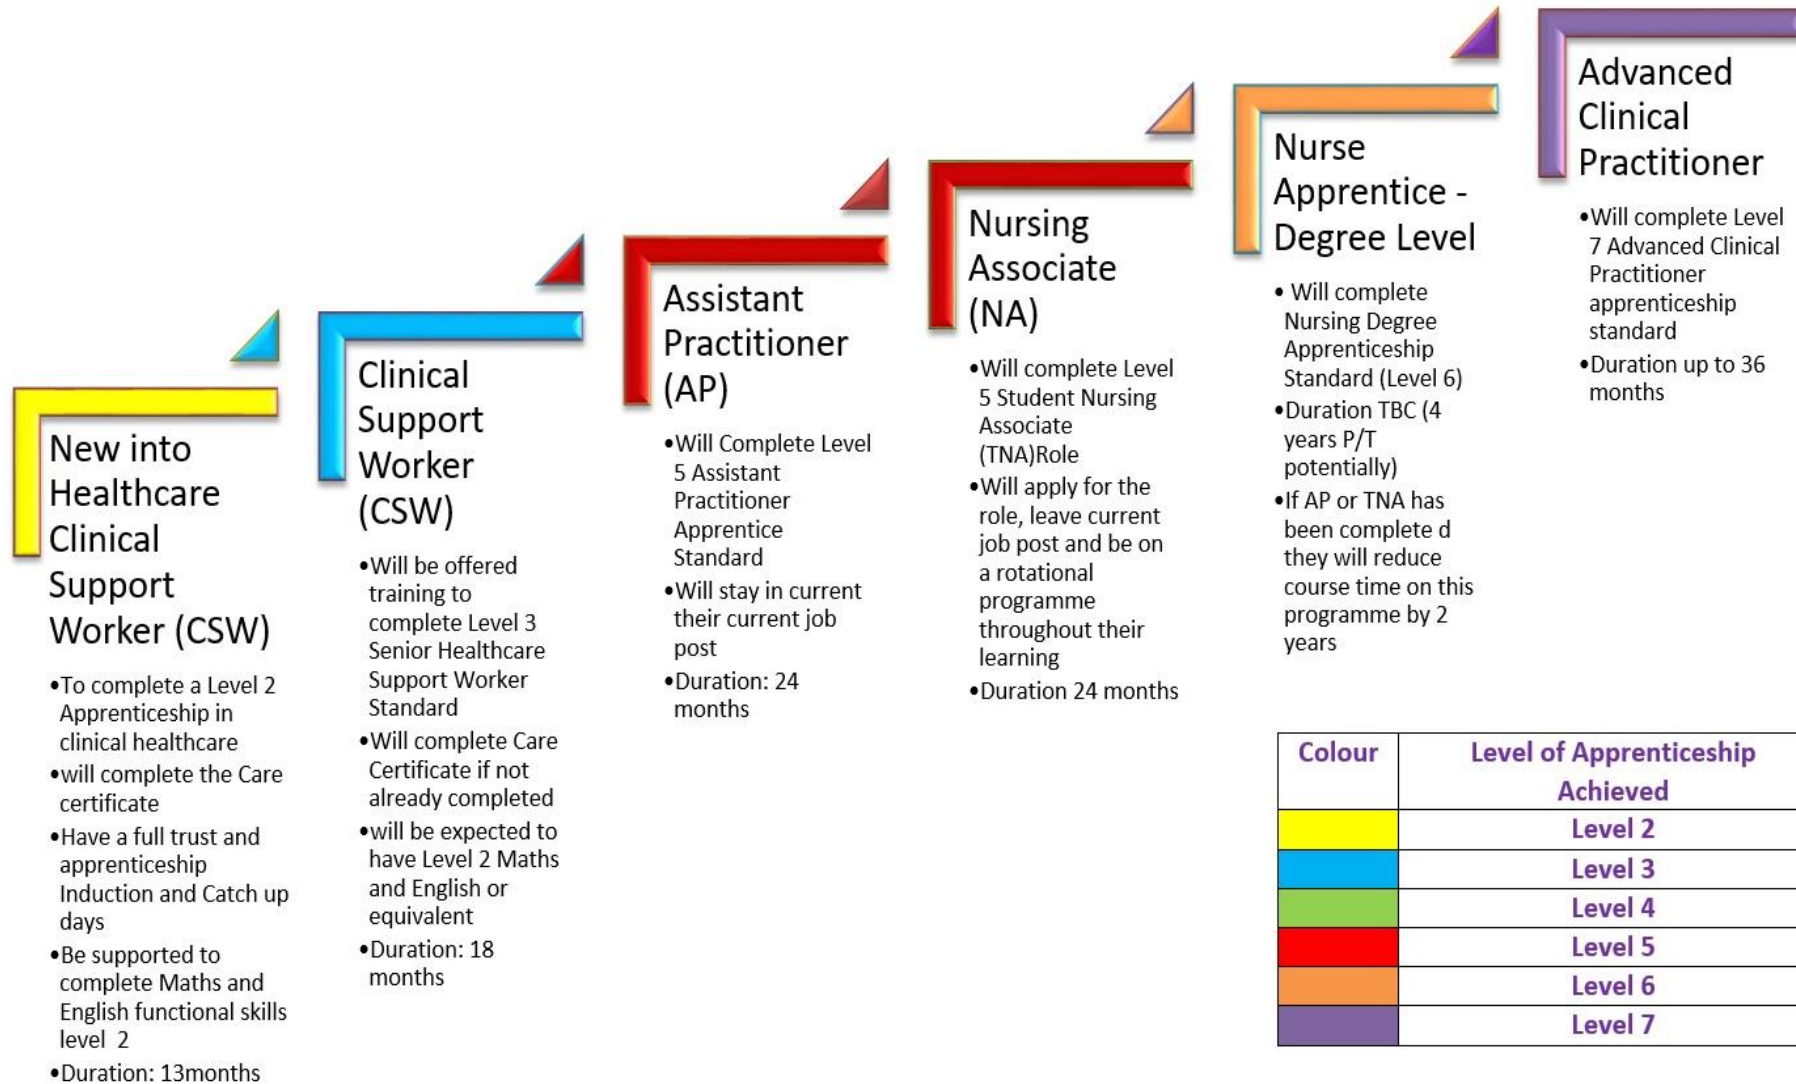 New into
Healthcare
Clinical
Support
Worker (CSW)
•To complete a Level 2
Apprenticeship in
clinical healthcare
•will complete the Care
certificate
•Have a full trust and
apprenticeship
Induction and Catch up
days
•Be supported to
complete Maths and
English functional skills
level 2
•Duration: 13months
Clinical
Support
Worker
(CSW)
•Will be offered
training to
complete Level 3
Senior Healthcare
Support Worker
Standard
•Will complete Care
Certificate if not
already completed
•will be expected to
have Level 2 Maths
and English or
equivalent
•Duration: 18
months
Assistant
Practitioner
(AP)
•Will Complete Level
5 Assistant
Practitioner
Apprentice
Standard
•Will stay in current
their current job
post
•Duration: 24
months
Nursing
Associate
(NA)
•Will complete Level
5 Student Nursing
Associate
(TNA)Role
•Will apply for the
role, leave current
job post and be on
a rotational
programme
throughout their
learning
•Duration 24 months
Nurse
Apprentice -
Degree Level
• Will complete
Nursing Degree
Apprenticeship
Standard (Level 6)
•Duration TBC (4
years P/T
potentially)
•If AP or TNA has
been complete d
they will reduce
course time on this
programme by 2
years
Advanced
Clinical
Practitioner
•Will complete Level
7 Advanced Clinical
Practitioner
apprenticeship
standard
•Duration up to 36
months
Colour Level of Apprenticeship
Achieved
Level 2
Level 3
Level 4
Level 5
Level 6
Level 7